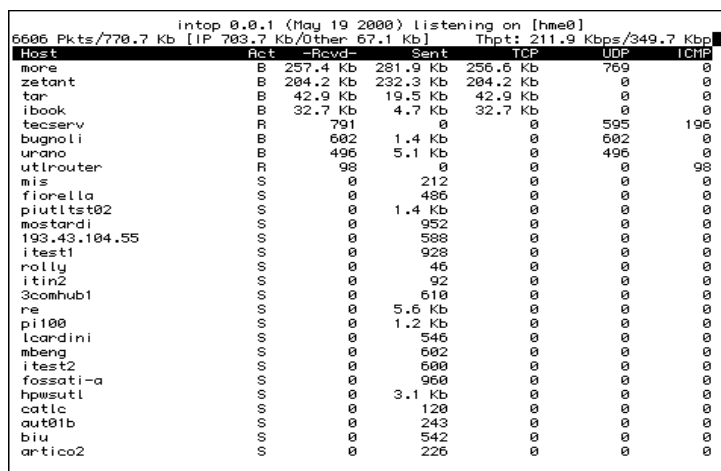 intop 0.0.1 (May 19 2000) listening on [hme0]
6606 Pkts/770.7 Kb [IP 703.7 Kb/Other 67.1 Kb] Thpt: 211.9 Kbps/349.7 Kbp
Host Act -Rcvd- Sent TCP UDP ICMP
more B 257.4 Kb 281.9 Kb 256.6 Kb 769 0
zetant B 204.2 Kb 232.3 Kb 204.2 Kb 0 0
tar B 42.9 Kb 19.5 Kb 42.9 Kb 0 0
ibook B 32.7 Kb 4.7 Kb 32.7 Kb 0 0
tecserv R 791 0 0 595 196
bugnoli B 602 1.4 Kb 0 602 0
urano B 496 5.1 Kb 0 496 0
utlrouter R 98 0 0 0 98
mis S 0 212 0 0 0
fiorella S 0 486 0 0 0
piutltst02 S 0 1.4 Kb 0 0 0
mostardi S 0 952 0 0 0
193.43.104.55 S 0 588 0 0 0
itest1 S 0 928 0 0 0
rolly S 0 46 0 0 0
itin2 S 0 92 0 0 0
3comhub1 S 0 610 0 0 0
re S 0 5.6 Kb 0 0 0
pi100 S 0 1.2 Kb 0 0 0
lcardini S 0 546 0 0 0
mbeng S 0 602 0 0 0
itest2 S 0 600 0 0 0
fossati-a S 0 960 0 0 0
hpwsutl S 0 3.1 Kb 0 0 0
catlc S 0 120 0 0 0
aut01b S 0 243 0 0 0
biu S 0 542 0 0 0
artico2 S 0 226 0 0 0